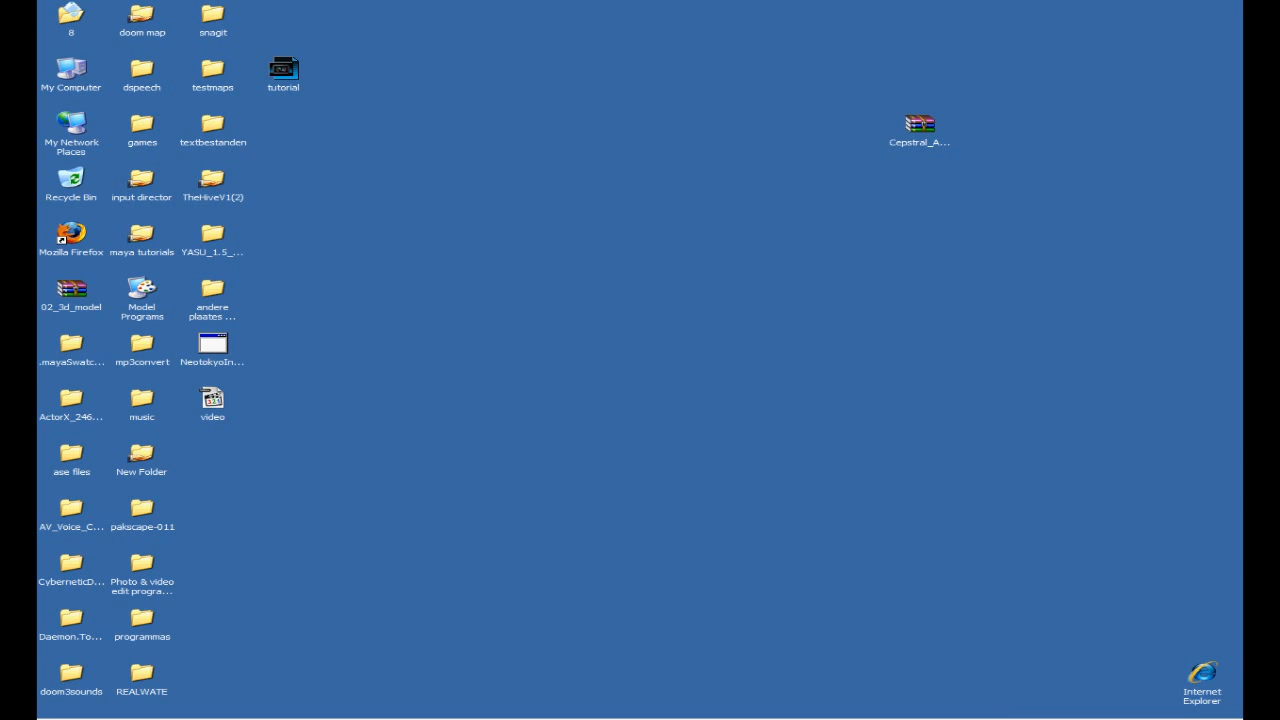 8
doom map
snagit
My Computer
dspeech
testmaps
tutorial
My Network
Places
games
textbestanden
Cepstral_A...
Recycle Bin
input director
TheHiveV1(2)
Mozilla Firefox
maya tutorials
YASU_1.5_...
02_3d_model
Model
Programs
andere
plaates ...
.mayaSwatc...
mp3convert
NeotokyoIn...
ActorX_246...
music
video
ase files
New Folder
AV_Voice_C...
pakscape-011
CyberneticD...
Photo & video
edit progra...
Daemon.To...
programmas
doom3sounds
REALWATE
Internet
Explorer